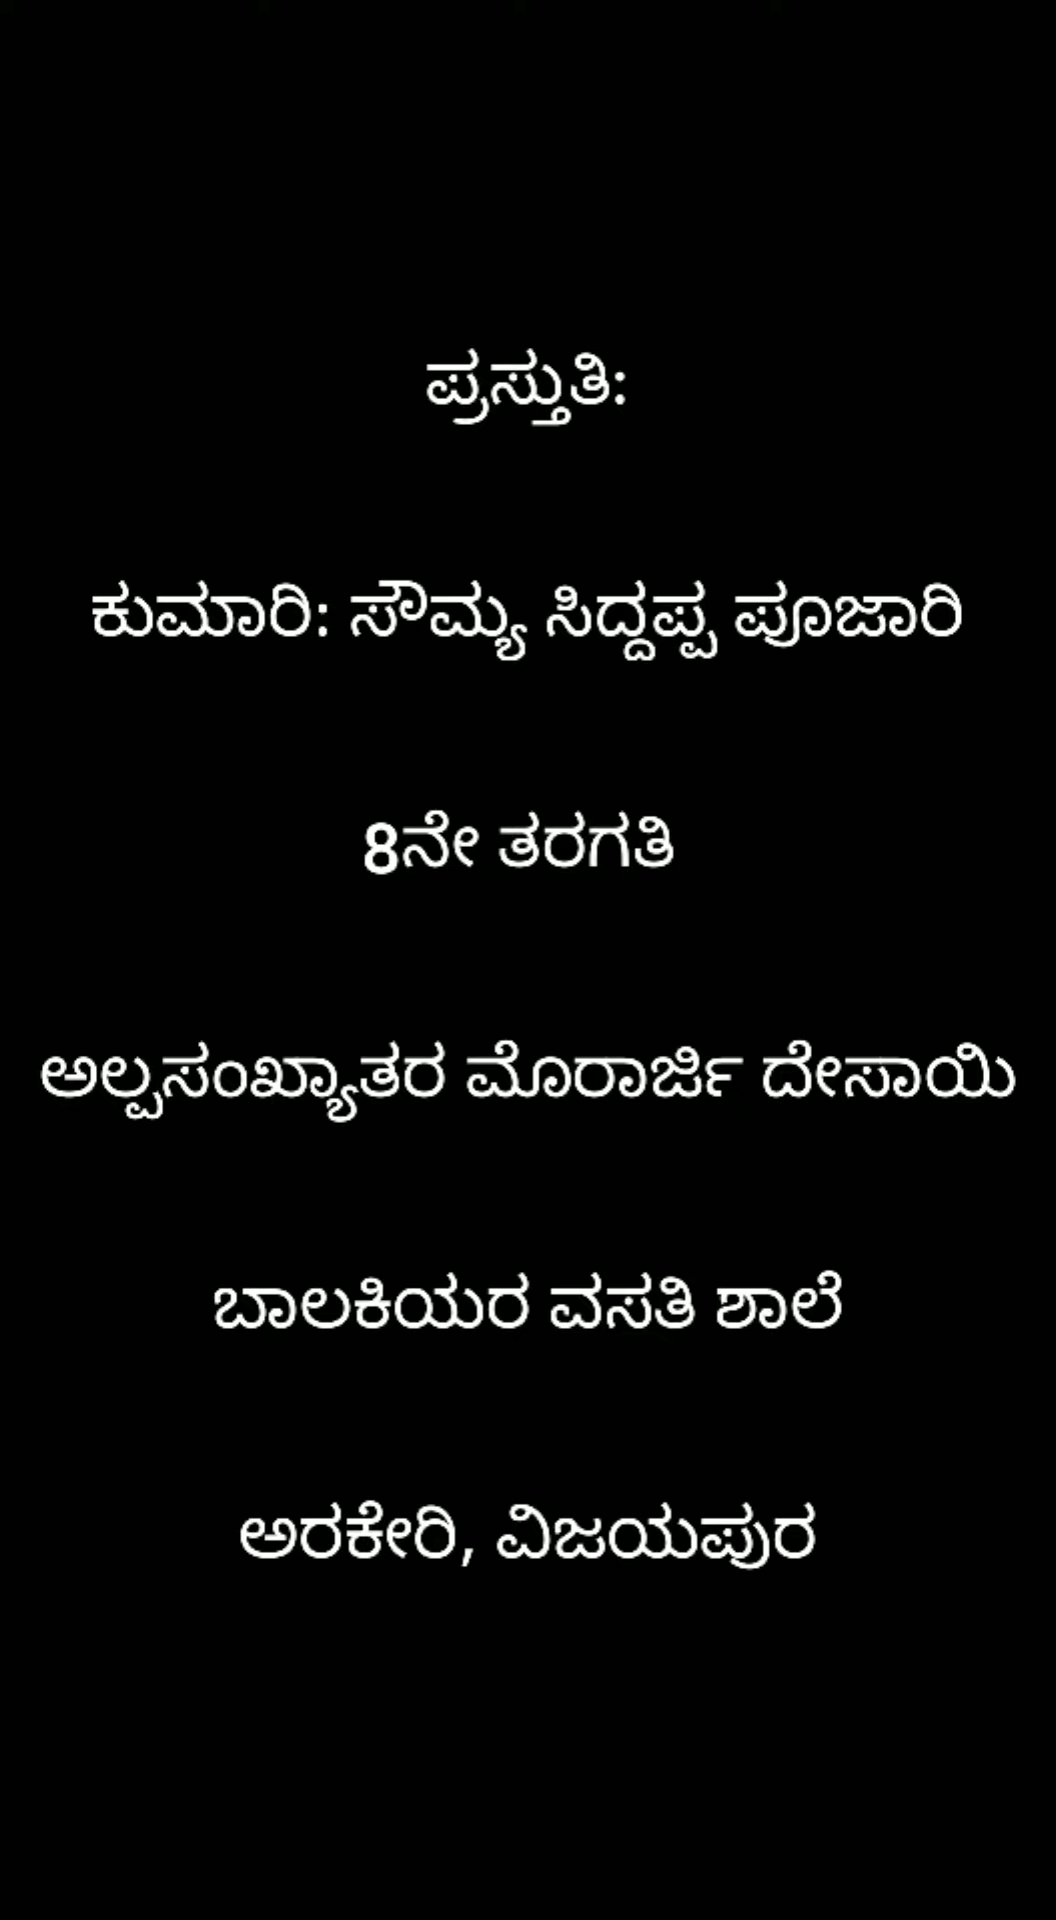 ಪ್ರಸ್ತುತಿ:
ಕುಮಾರಿ: ಸೌಮ್ಯ ಸಿದ್ದಪ್ಪ ಪೂಜಾರಿ
8ನೇ ತರಗತಿ
ಅಲ್ಪಸಂಖ್ಯಾತರ ಮೊರಾರ್ಜಿ ದೇಸಾಯಿ
ಬಾಲಕಿಯರ ವಸತಿ ಶಾಲೆ
ಅರಕೇರಿ, ವಿಜಯಪುರ